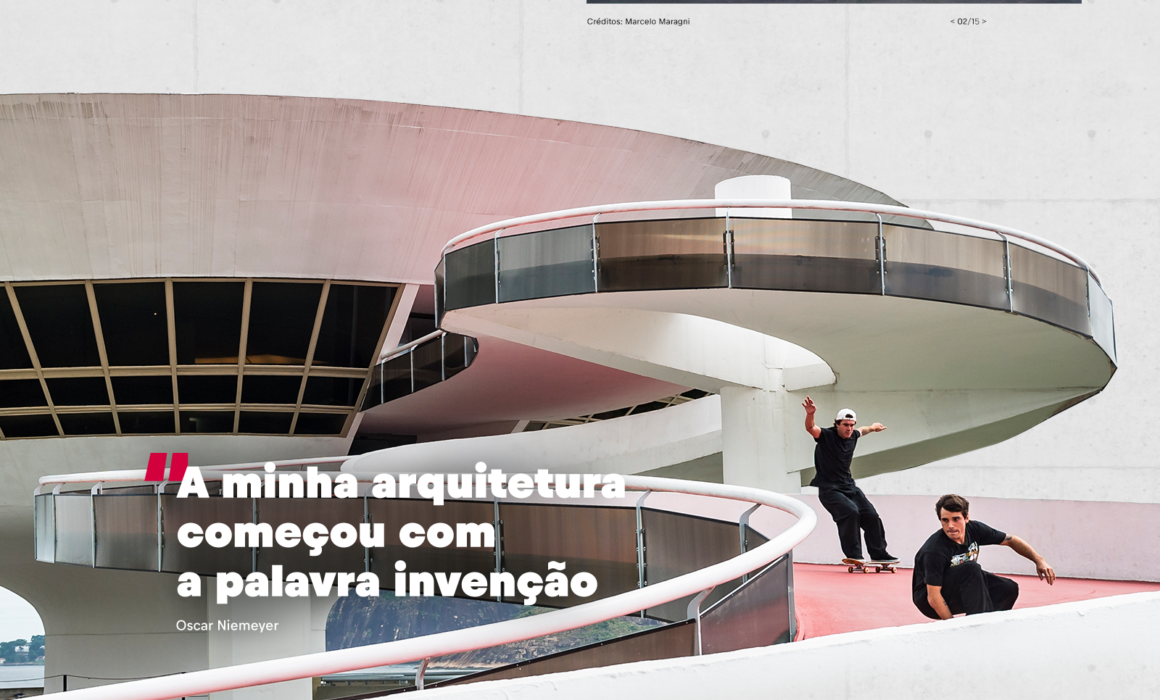 Créditos: Marcelo Maragni
< 02/15 >
"A minha arquitetura
começou com
a palavra invenção
Oscar Niemeyer